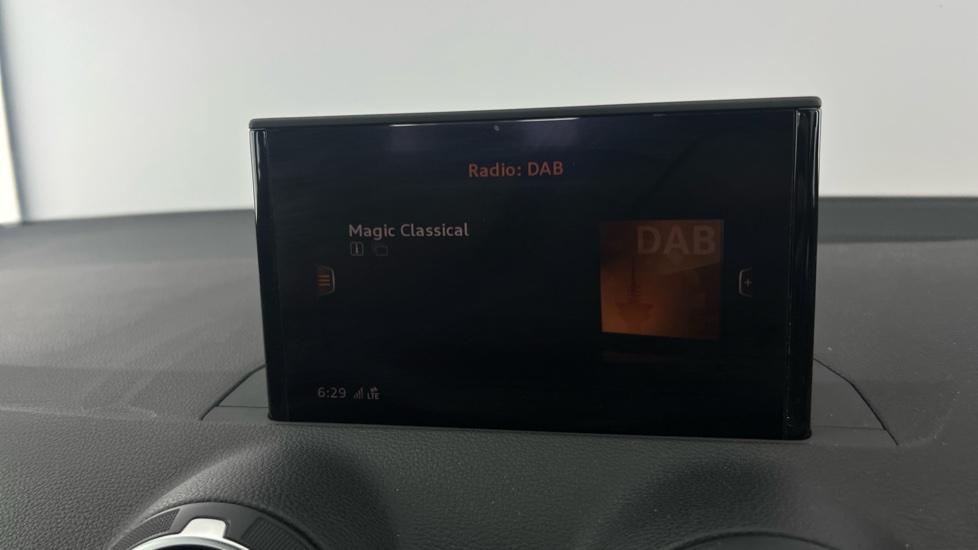 Radio: DAB
Magic Classical
DAB
6:29 LTE